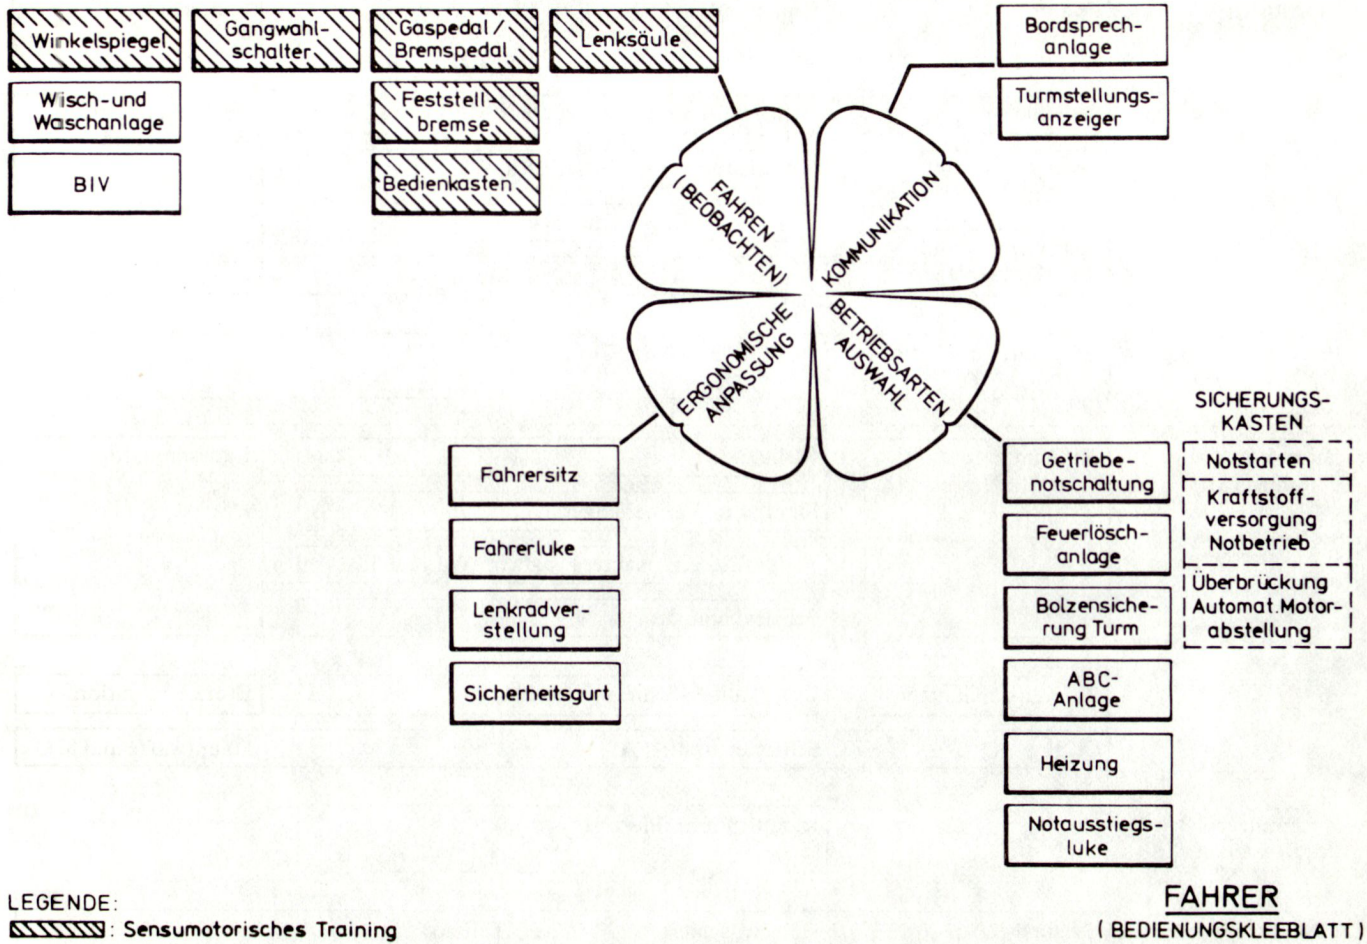 Winkelspiegel
Wisch-und
Waschanlage
BIV
Gangwahl-
schalter
Gaspedal /
Bremspedal
Feststell-
bremse
Bedienkasten
Lenksäule
Bordsprech-
anlage
Turmstellungs-
anzeiger
FAHREN
( BEOBACHTEN)
KOMMUNIKATION
ERGONOMISCHE
ANPASSUNG
BETRIEBSARTEN
AUSWAHL
Fahrersitz
Fahrerluke
Lenkradver-
stellung
Sicherheitsgurt
Getriebe-
notschaltung
Feuerlösch-
anlage
Bolzensiche-
rung Turm
ABC-
Anlage
Heizung
Notausstiegs-
luke
SICHERUNGS-
KASTEN
Notstarten
Kraftstoff-
versorgung
Notbetrieb
Überbrückung
Automat.Motor-
abstellung
LEGENDE:
: Sensumotorisches Training
FAHRER
( BEDIENUNGSKLEEBLATT )